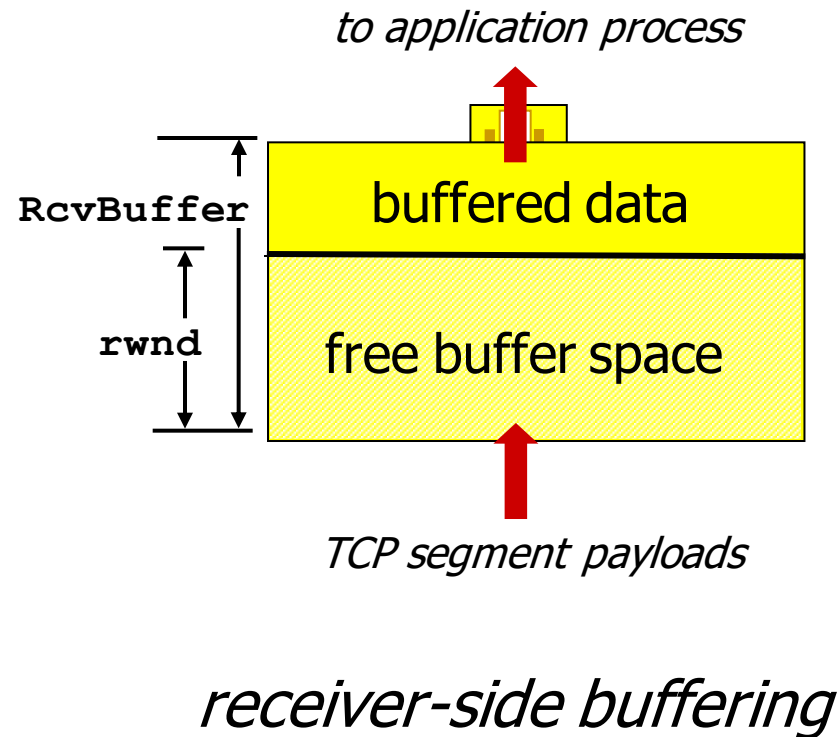 to application process
RcvBuffer
buffered data
rwnd
free buffer space
TCP segment payloads
receiver-side buffering